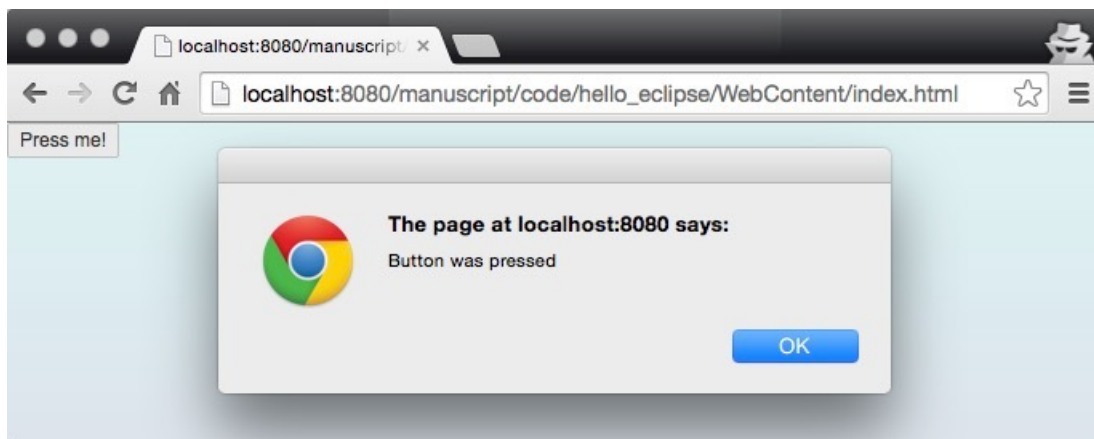 localhost:8080/manuscript/
localhost:8080/manuscript/code/hello_eclipse/WebContent/index.html
Press me!
The page at localhost:8080 says:
Button was pressed
OK